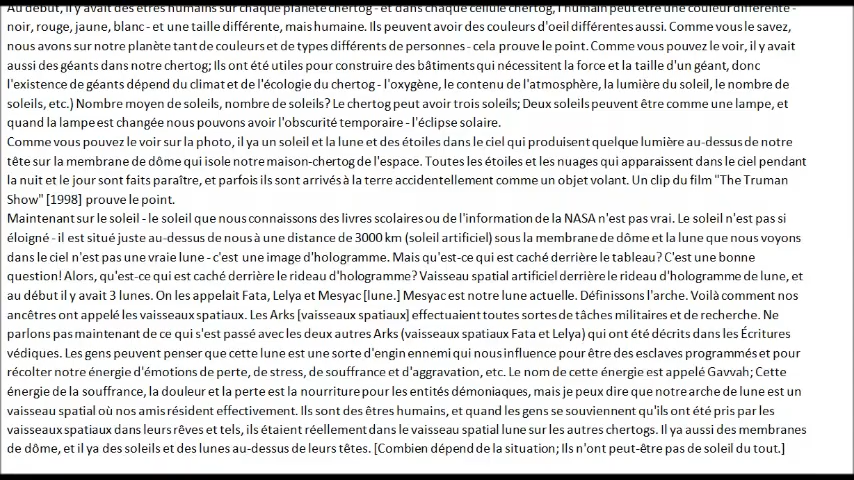 Au début, il y avait des êtres humains sur chaque planète chertog - et dans chaque cellule chertog, l'humain peut être une couleur différente -
noir, rouge, jaune, blanc - et une taille différente, mais humaine. Ils peuvent avoir des couleurs d'oeil différentes aussi. Comme vous le savez,
nous avons sur notre planète tant de couleurs et de types différents de personnes - cela prouve le point. Comme vous pouvez le voir, il y avait
aussi des géants dans notre chertog; Ils ont été utiles pour construire des bâtiments qui nécessitent la force et la taille d'un géant, donc
l'existence de géants dépend du climat et de l'écologie du chertog - l'oxygène, le contenu de l'atmosphère, la lumière du soleil, le nombre de
soleils, etc.) Nombre moyen de soleils, nombre de soleils? Le chertog peut avoir trois soleils; Deux soleils peuvent être comme une lampe, et
quand la lampe est changée nous pouvons avoir l'obscurité temporaire - l'éclipse solaire.
Comme vous pouvez le voir sur la photo, il ya un soleil et la lune et des étoiles dans le ciel qui produisent quelque lumière au-dessus de notre
tête sur la membrane de dôme qui isole notre maison-chertog de l'espace. Toutes les étoiles et les nuages qui apparaissent dans le ciel pendant
la nuit et le jour sont faits paraître, et parfois ils sont arrivés à la terre accidentellement comme un objet volant. Un clip du film "The Truman
Show" [1998] prouve le point.
Maintenant sur le soleil - le soleil que nous connaissons des livres scolaires ou de l'information de la NASA n'est pas vrai. Le soleil n'est pas si
éloigné - il est situé juste au-dessus de nous à une distance de 3000 km (soleil artificiel) sous la membrane de dôme et la lune que nous voyons
dans le ciel n'est pas une vraie lune - c'est une image d'hologramme. Mais qu'est-ce qui est caché derrière le tableau? C'est une bonne
question! Alors, qu'est-ce qui est caché derrière le rideau d'hologramme? Vaisseau spatial artificiel derrière le rideau d'hologramme de lune, et
au début il y avait 3 lunes. On les appelait Fata, Lelya et Mesyac [lune.] Mesyac est notre lune actuelle. Définissons l'arche. Voilà comment nos
ancêtres ont appelé les vaisseaux spatiaux. Les Arks [vaisseaux spatiaux] effectuaient toutes sortes de tâches militaires et de recherche. Ne
parlons pas maintenant de ce qui s'est passé avec les deux autres Arks (vaisseaux spatiaux Fata et Lelya) qui ont été décrits dans les Écritures
védiques. Les gens peuvent penser que cette lune est une sorte d'engin ennemi qui nous influence pour être des esclaves programmés et pour
récolter notre énergie d'émotions de perte, de stress, de souffrance et d'aggravation, etc. Le nom de cette énergie est appelé Gavvah; Cette
énergie de la souffrance, la douleur et la perte est la nourriture pour les entités démoniaques, mais je peux dire que notre arche de lune est un
vaisseau spatial où nos amis résident effectivement. Ils sont des êtres humains, et quand les gens se souviennent qu'ils ont été pris par les
vaisseaux spatiaux dans leurs rêves et tels, ils étaient réellement dans le vaisseau spatial lune sur les autres chertogs. Il ya aussi des membranes
de dôme, et il ya des soleils et des lunes au-dessus de leurs têtes. [Combien dépend de la situation; Ils n'ont peut-être pas de soleil du tout.]